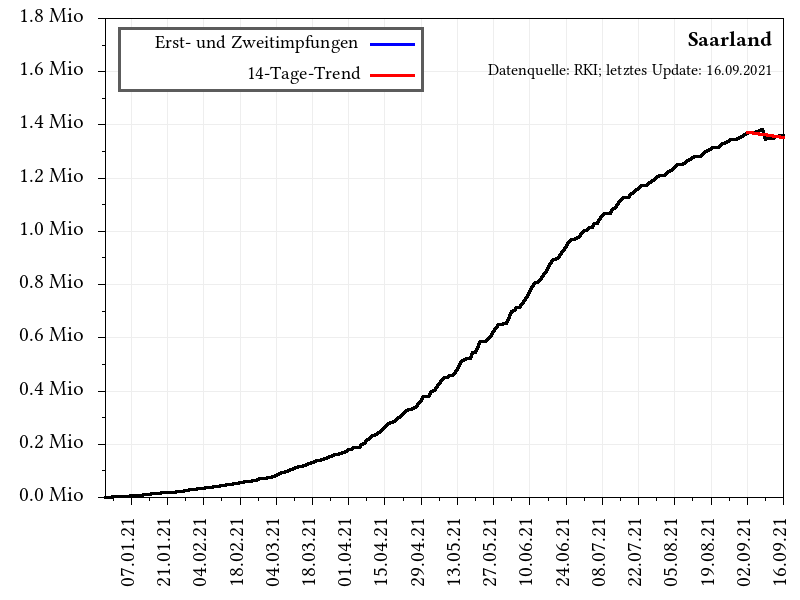 1.8 Mio
1.6 Mio
1.4 Mio
1.2 Mio
1.0 Mio
0.8 Mio
0.6 Mio
0.4 Mio
0.2 Mio
0.0 Mio
Erst- und Zweitimpfungen
14-Tage-Trend
Saarland
Datenquelle: RKI; letztes Update: 16.09.2021
07.01.21
21.01.21
04.02.21
18.02.21
04.03.21
18.03.21
01.04.21
15.04.21
29.04.21
13.05.21
27.05.21
10.06.21
24.06.21
08.07.21
22.07.21
05.08.21
19.08.21
02.09.21
16.09.21